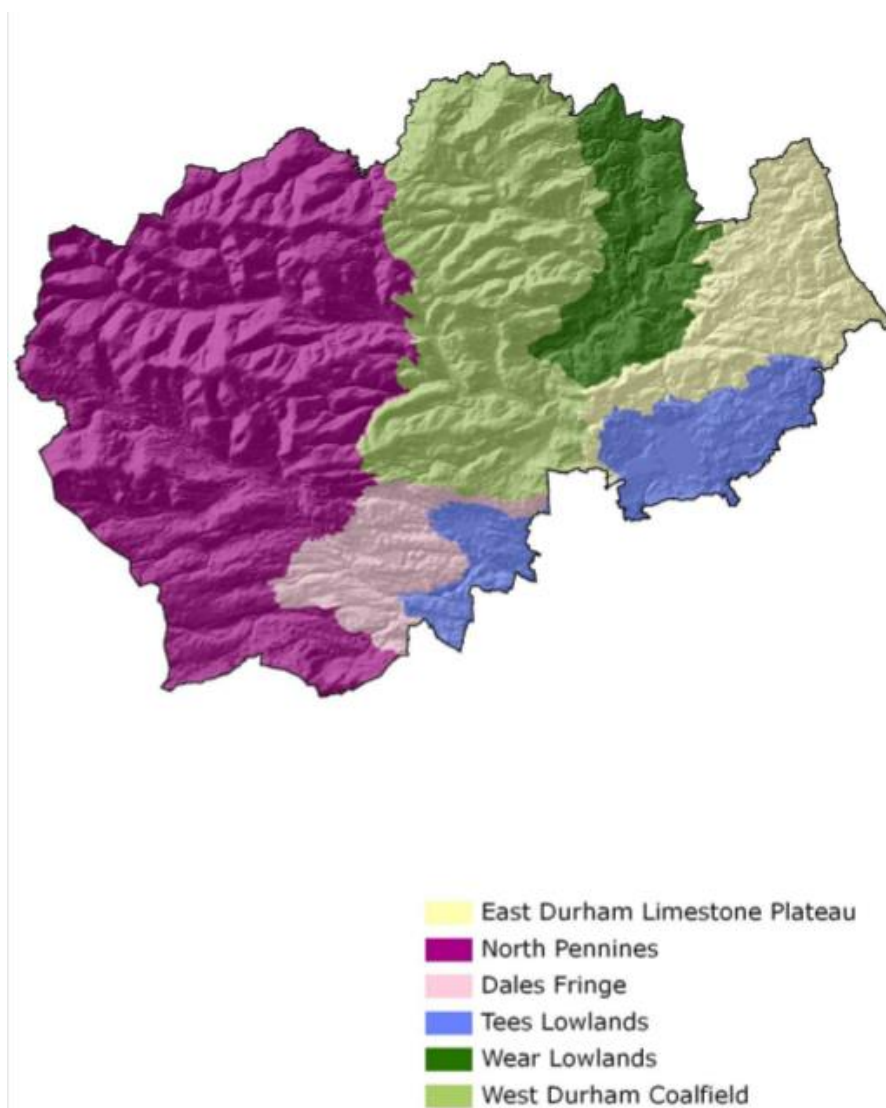 East Durham Limestone Plateau
North Pennines
Dales Fringe
Tees Lowlands
Wear Lowlands
West Durham Coalfield